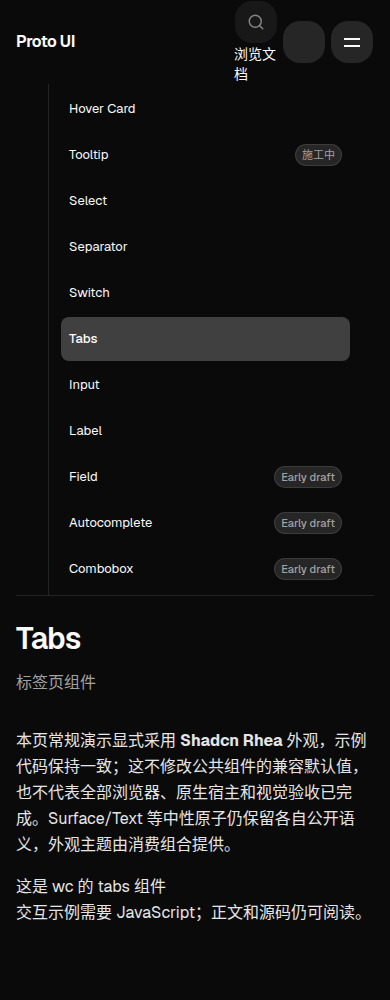 Proto UI
浏览文
档
Hover Card
Tooltip
施工中
Select
Separator
Switch
Tabs
Input
Label
Field
Early draft
Autocomplete
Early draft
Combobox
Early draft
Tabs
标签页组件
本页常规演示显式采用 Shadcn Rhea 外观，示例
代码保持一致；这不修改公共组件的兼容默认值，
也不代表全部浏览器、原生宿主和视觉验收已完
成。Surface/Text 等中性原子仍保留各自公开语
义，外观主题由消费组合提供。
这是 wc 的 tabs 组件
交互示例需要 JavaScript；正文和源码仍可阅读。